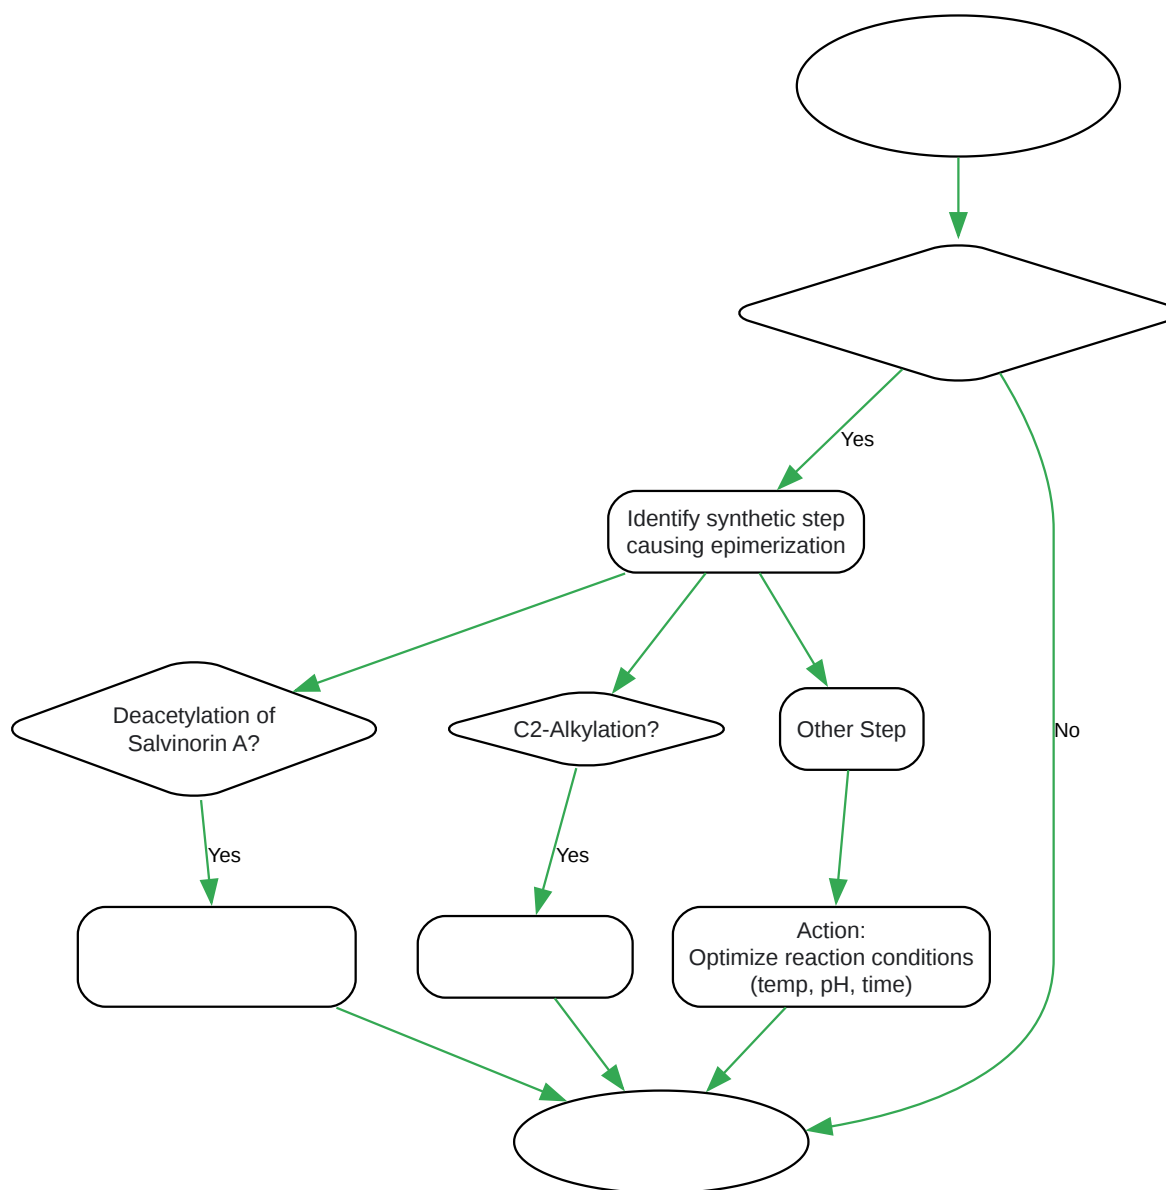 Yes
Identify synthetic step
causing epimerization
Deacetylation of
Salvinorin A?
C2-Alkylation?
Other Step
No
Yes
Yes
Action:
Optimize reaction conditions
(temp, pH, time)